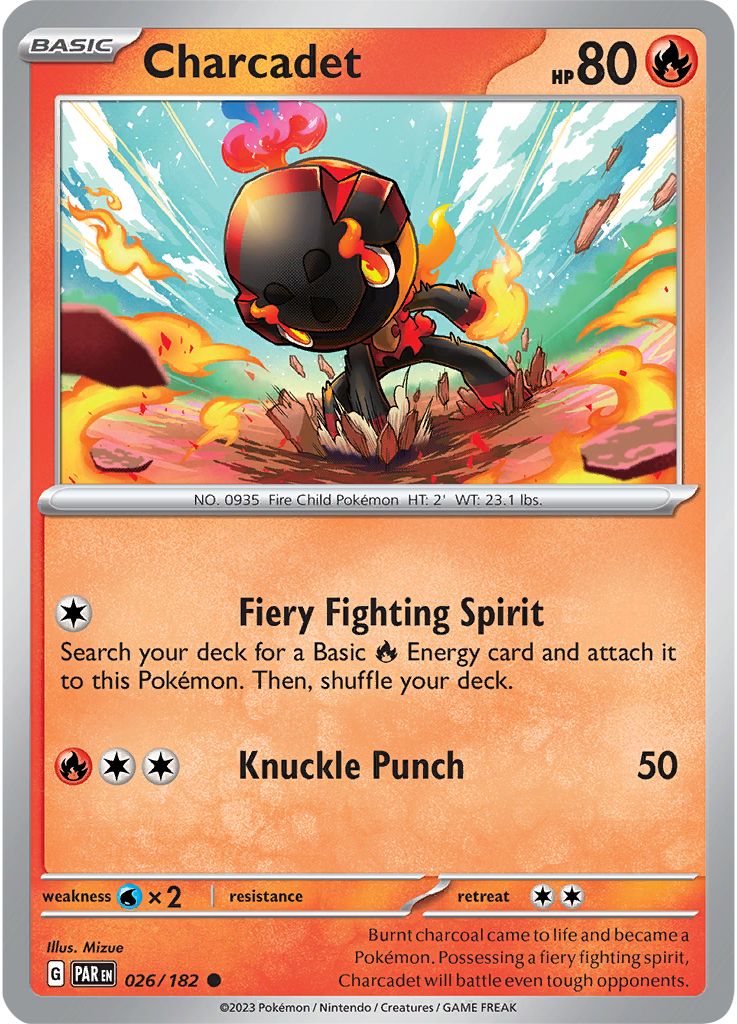 BASIC
Charcadet
HP 80
NO. 0935 Fire Child Pokémon HT: 2' WT: 23.1 lbs.
Fiery Fighting Spirit
Search your deck for a Basic Energy card and attach it
to this Pokémon. Then, shuffle your deck.
Knuckle Punch 50
weakness ×2 resistance retreat
Illus. Mizue
Burnt charcoal came to life and became a
Pokémon. Possessing a fiery fighting spirit,
Charcadet will battle even tough opponents.
G PAR EN 026/182
©2023 Pokémon / Nintendo / Creatures / GAME FREAK